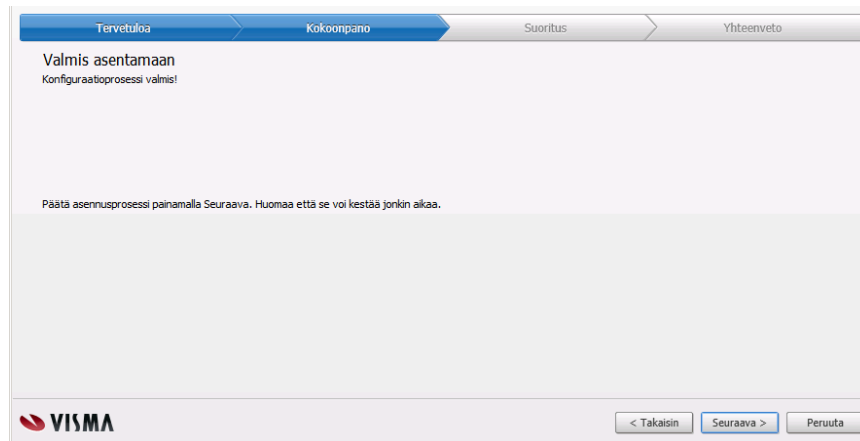 Tervetuloa Kokoonpano Suoritus Yhteenveto
Valmis asentamaan
Konfiguraatioprosessi valmis!
Päätä asennusprosessi painamalla Seuraava. Huomaa että se voi kestää jonkin aikaa.
VISMA < Takaisin Seuraava > Peruuta